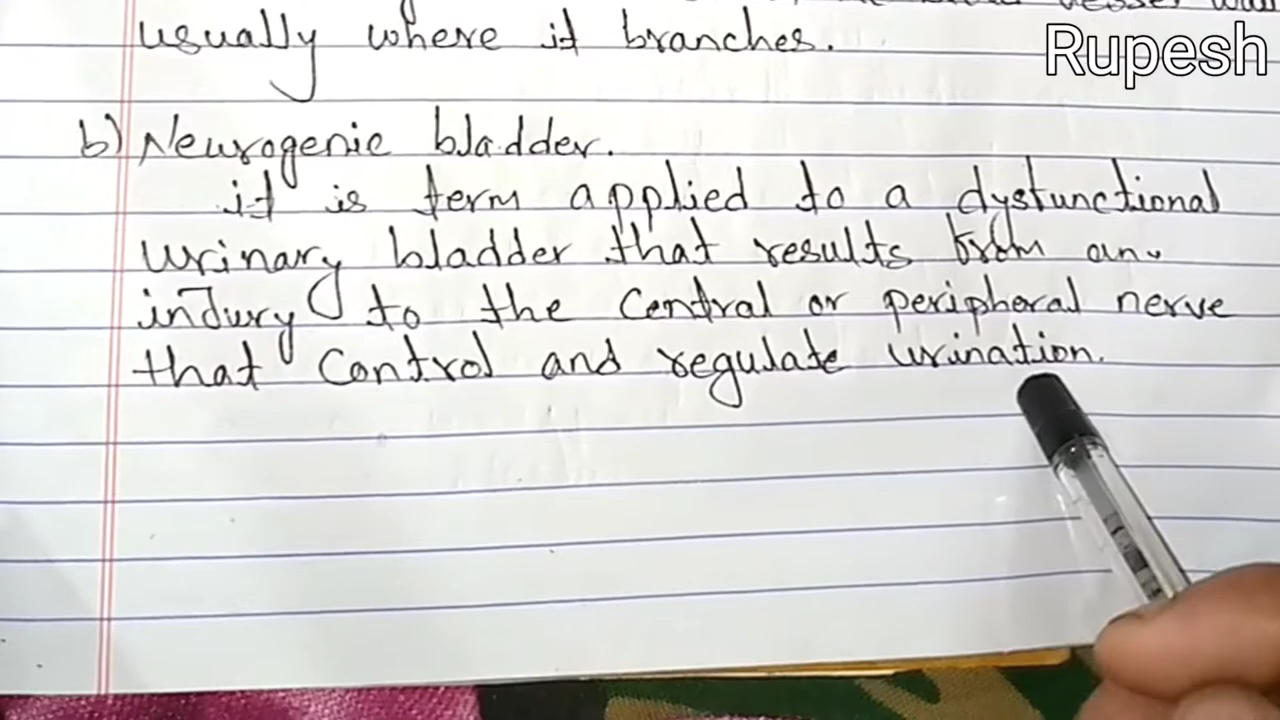 usually where it branches.
Rupesh
b) Neurogenic bladder.
it is term applied to a dysfunctional
urinary bladder that results from any
injury to the central or peripheral nerve
that control and regulate urination.